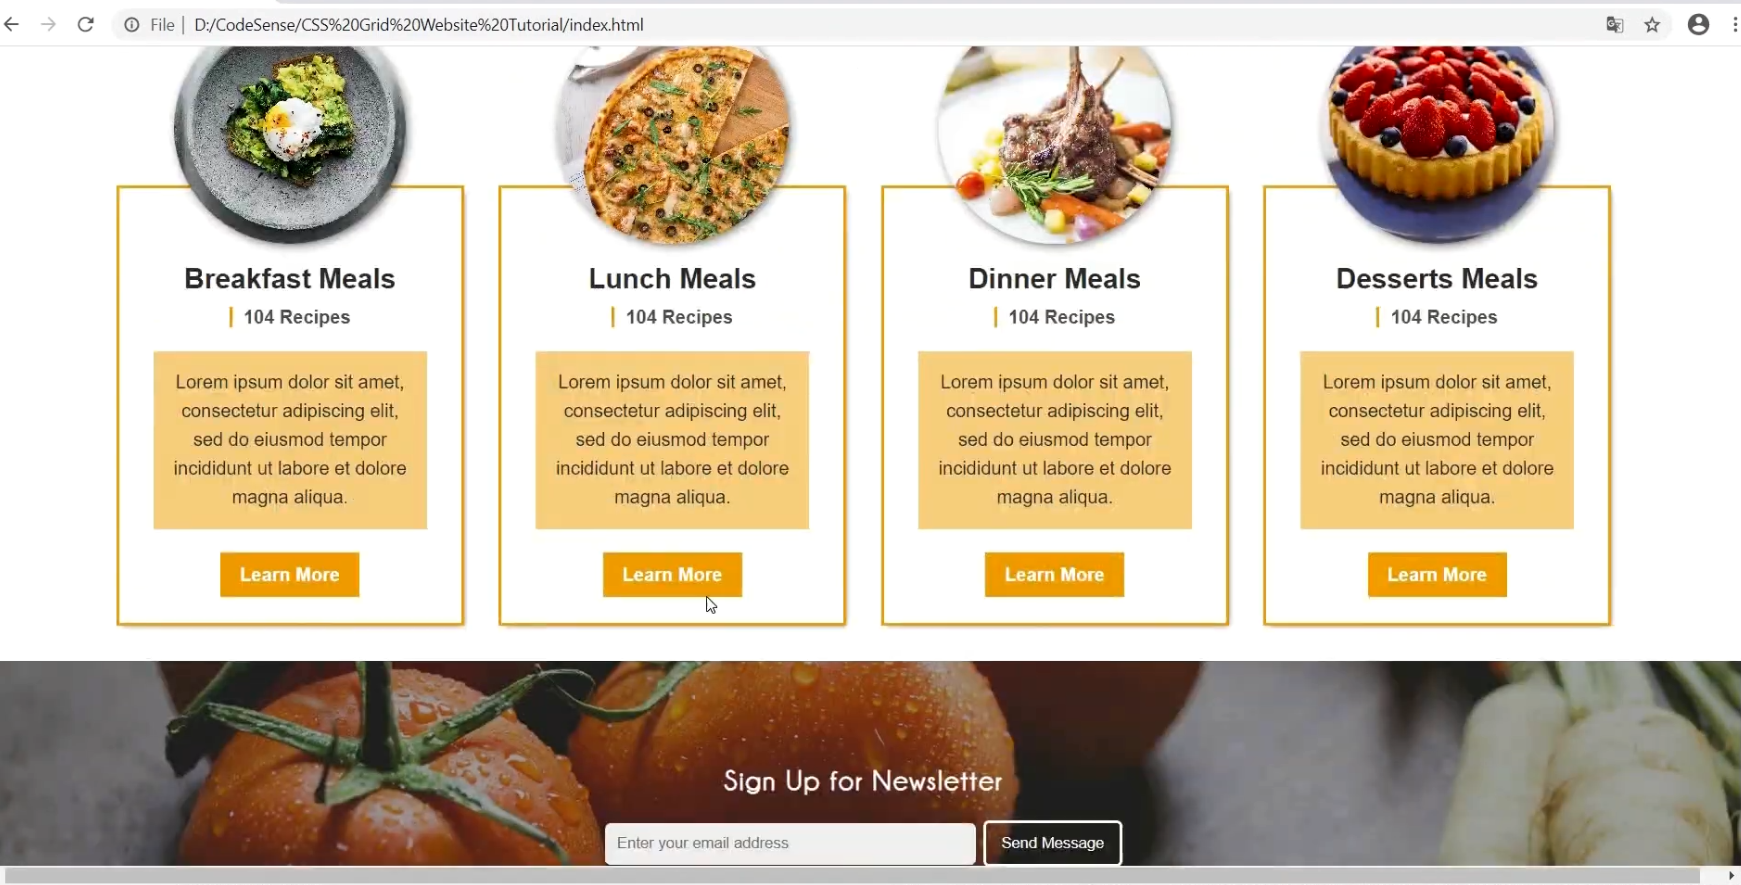 File | D:/CodeSense/CSS%20Grid%20Website%20Tutorial/index.html
Breakfast Meals
104 Recipes
Lorem ipsum dolor sit amet,
consectetur adipiscing elit,
sed do eiusmod tempor
incididunt ut labore et dolore
magna aliqua.
Learn More
Lunch Meals
104 Recipes
Lorem ipsum dolor sit amet,
consectetur adipiscing elit,
sed do eiusmod tempor
incididunt ut labore et dolore
magna aliqua.
Learn More
Dinner Meals
104 Recipes
Lorem ipsum dolor sit amet,
consectetur adipiscing elit,
sed do eiusmod tempor
incididunt ut labore et dolore
magna aliqua.
Learn More
Desserts Meals
104 Recipes
Lorem ipsum dolor sit amet,
consectetur adipiscing elit,
sed do eiusmod tempor
incididunt ut labore et dolore
magna aliqua.
Learn More
Sign Up for Newsletter
Enter your email address
Send Message